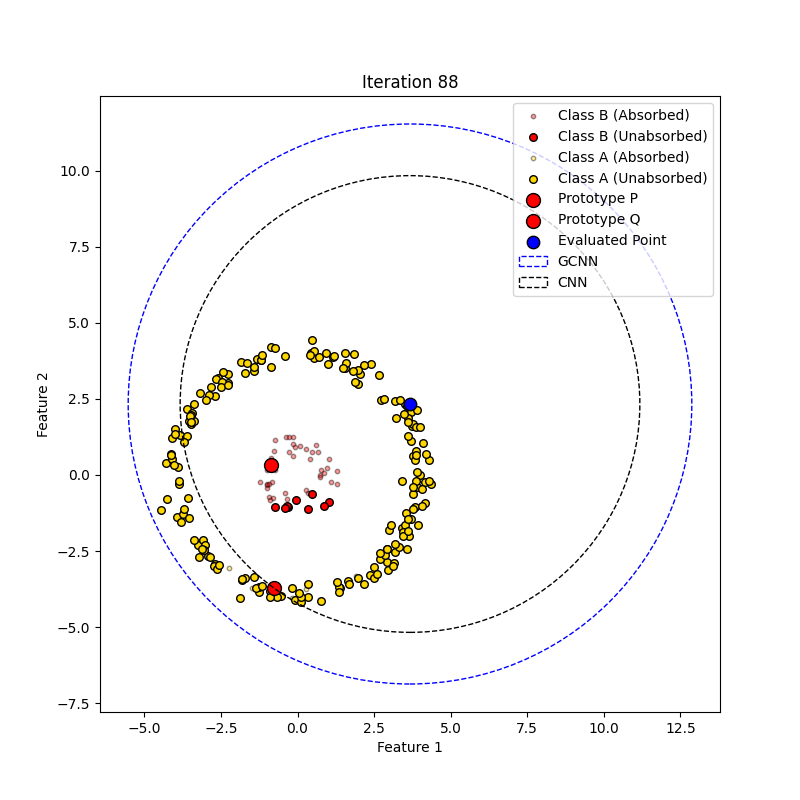 Iteration 88
Class B (Absorbed)
Class B (Unabsorbed)
Class A (Absorbed)
Class A (Unabsorbed)
Prototype P
Prototype Q
Evaluated Point
GCNN
CNN
10.0
7.5
5.0
2.5
0.0
−2.5
−5.0
−7.5
Feature 2
−5.0 −2.5 0.0 2.5 5.0 7.5 10.0 12.5
Feature 1